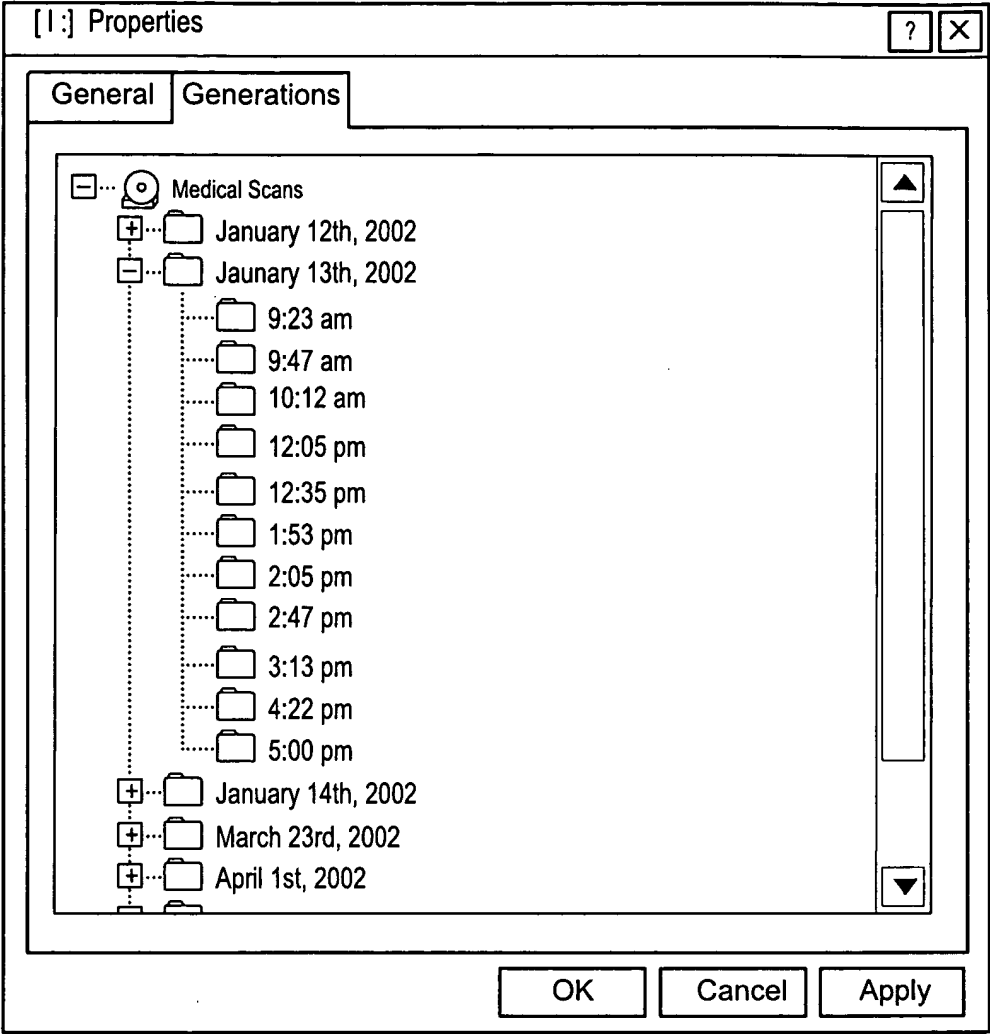 [I:] Properties
?
General Generations
Medical Scans
January 12th, 2002
Jaunary 13th, 2002
9:23 am
9:47 am
10:12 am
12:05 pm
12:35 pm
1:53 pm
2:05 pm
2:47 pm
3:13 pm
4:22 pm
5:00 pm
January 14th, 2002
March 23rd, 2002
April 1st, 2002
OK Cancel Apply